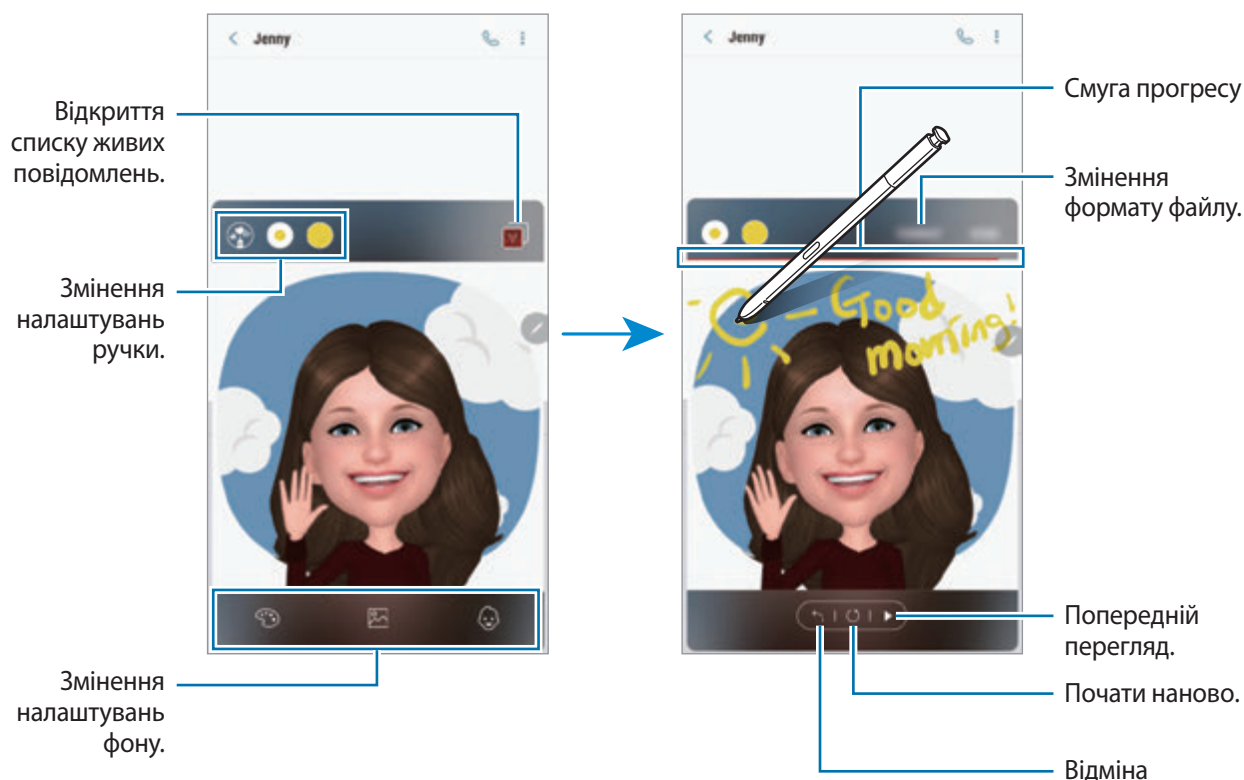 Jenny
Відкриття
списку живих
повідомлень.
Змінення
налаштувань
ручки.
Змінення
налаштувань
фону.
Jenny
Смуга прогресу
Змінення
формату файлу.
Good
morning!
Попередній
перегляд.
Почати наново.
Відміна